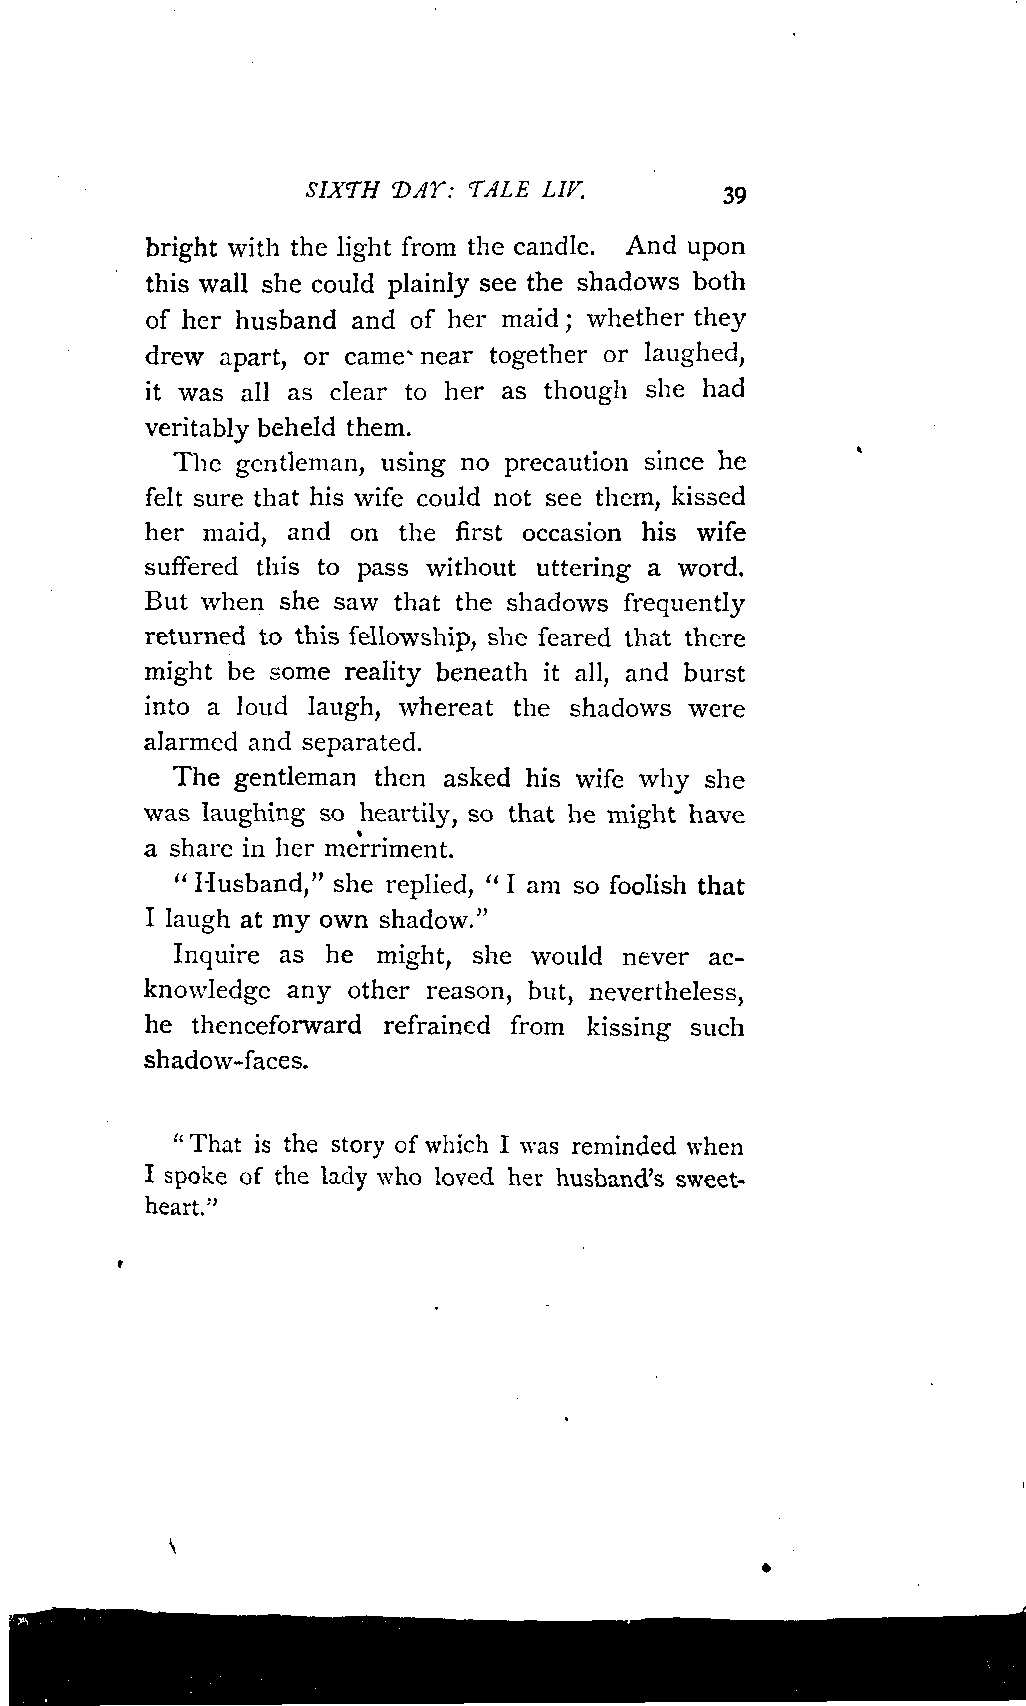 SIXTH DAY: TALE LIV. 39
bright with the light from the candle. And upon
this wall she could plainly see the shadows both
of her husband and of her maid; whether they
drew apart, or came near together or laughed,
it was all as clear to her as though she had
veritably beheld them.
The gentleman, using no precaution since he
felt sure that his wife could not see them, kissed
her maid, and on the first occasion his wife
suffered this to pass without uttering a word.
But when she saw that the shadows frequently
returned to this fellowship, she feared that there
might be some reality beneath it all, and burst
into a loud laugh, whereat the shadows were
alarmed and separated.
The gentleman then asked his wife why she
was laughing so heartily, so that he might have
a share in her merriment.
"Husband," she replied, "I am so foolish that
I laugh at my own shadow."
Inquire as he might, she would never ac-
knowledge any other reason, but, nevertheless,
he thenceforward refrained from kissing such
shadow-faces.
"That is the story of which I was reminded when
I spoke of the lady who loved her husband's sweet-
heart."